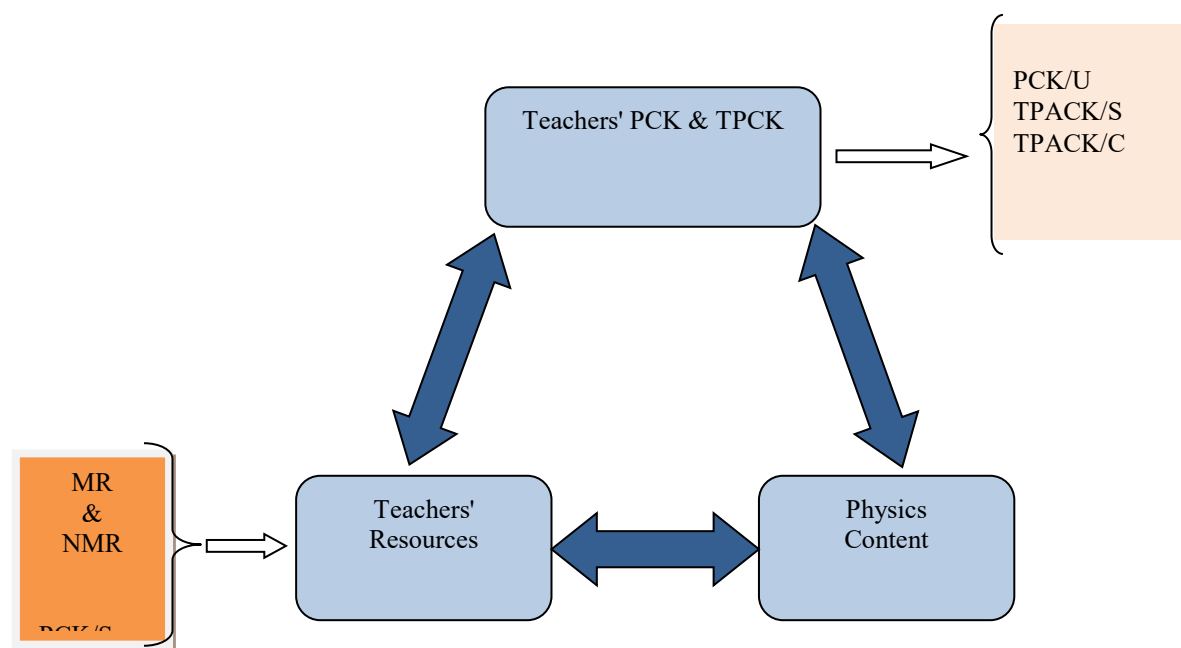 PCK/U
TPACK/S
TPACK/C
Teachers' PCK & TPCK
MR
&
NMR
Teachers'
Resources
Physics
Content